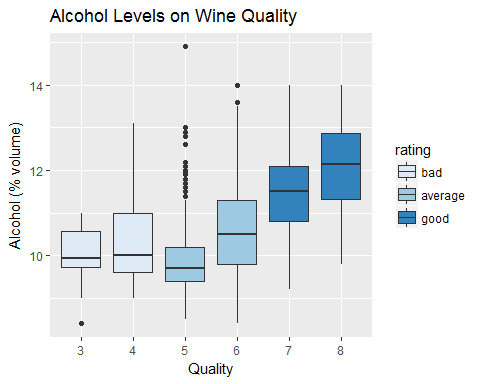 Alcohol Levels on Wine Quality
Alcohol (% volume)
14
12
10
3 4 5 6 7 8
Quality
rating
bad
average
good